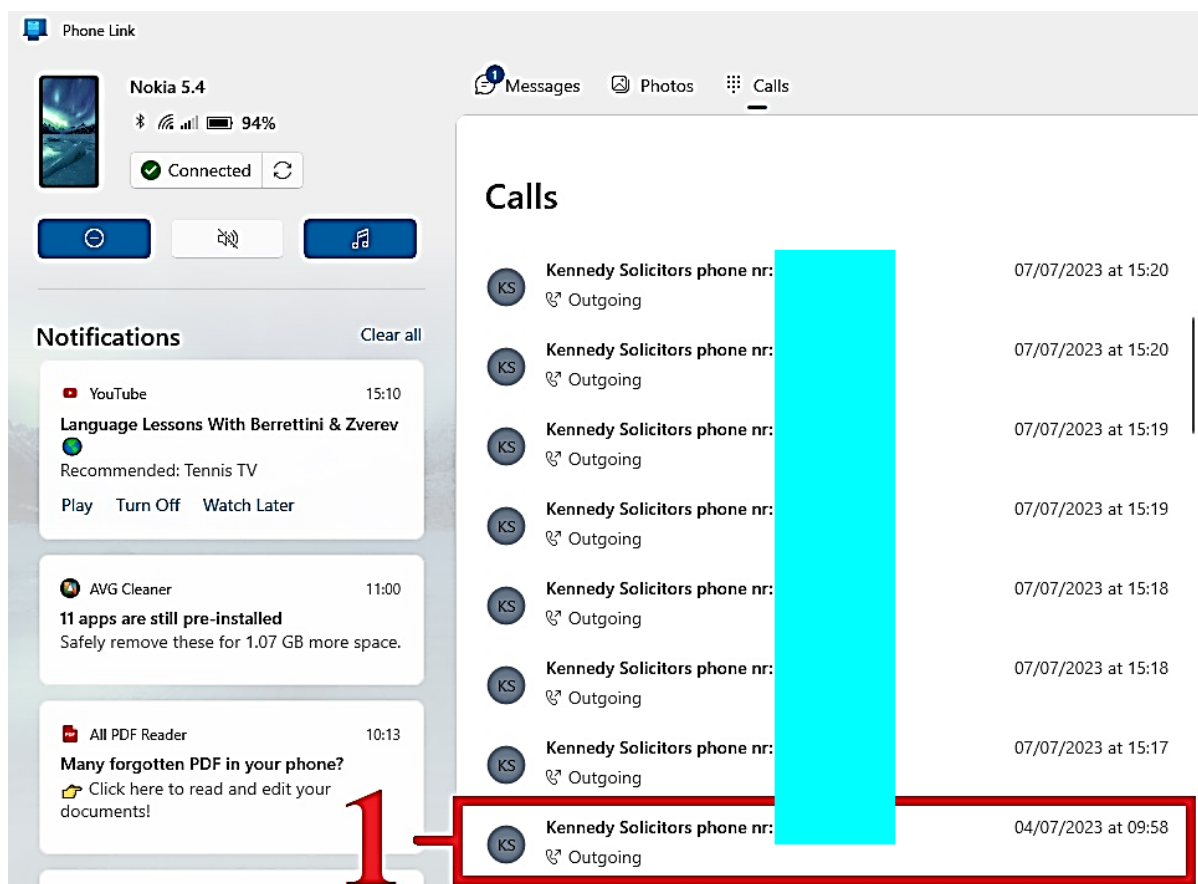 Phone Link
Nokia 5.4
94%
Connected
Notifications
Clear all
YouTube 15:10
Language Lessons With Berrettini & Zverev
Recommended: Tennis TV
Play Turn Off Watch Later
AVG Cleaner 11:00
11 apps are still pre-installed
Safely remove these for 1.07 GB more space.
All PDF Reader 10:13
Many forgotten PDF in your phone?
👉 Click here to read and edit your
documents!
1
1 Messages Photos Calls
Calls
KS Kennedy Solicitors phone nr: 07/07/2023 at 15:20
Outgoing
KS Kennedy Solicitors phone nr: 07/07/2023 at 15:20
Outgoing
KS Kennedy Solicitors phone nr: 07/07/2023 at 15:19
Outgoing
KS Kennedy Solicitors phone nr: 07/07/2023 at 15:19
Outgoing
KS Kennedy Solicitors phone nr: 07/07/2023 at 15:18
Outgoing
KS Kennedy Solicitors phone nr: 07/07/2023 at 15:18
Outgoing
KS Kennedy Solicitors phone nr: 07/07/2023 at 15:17
Outgoing
KS Kennedy Solicitors phone nr: 04/07/2023 at 09:58
Outgoing